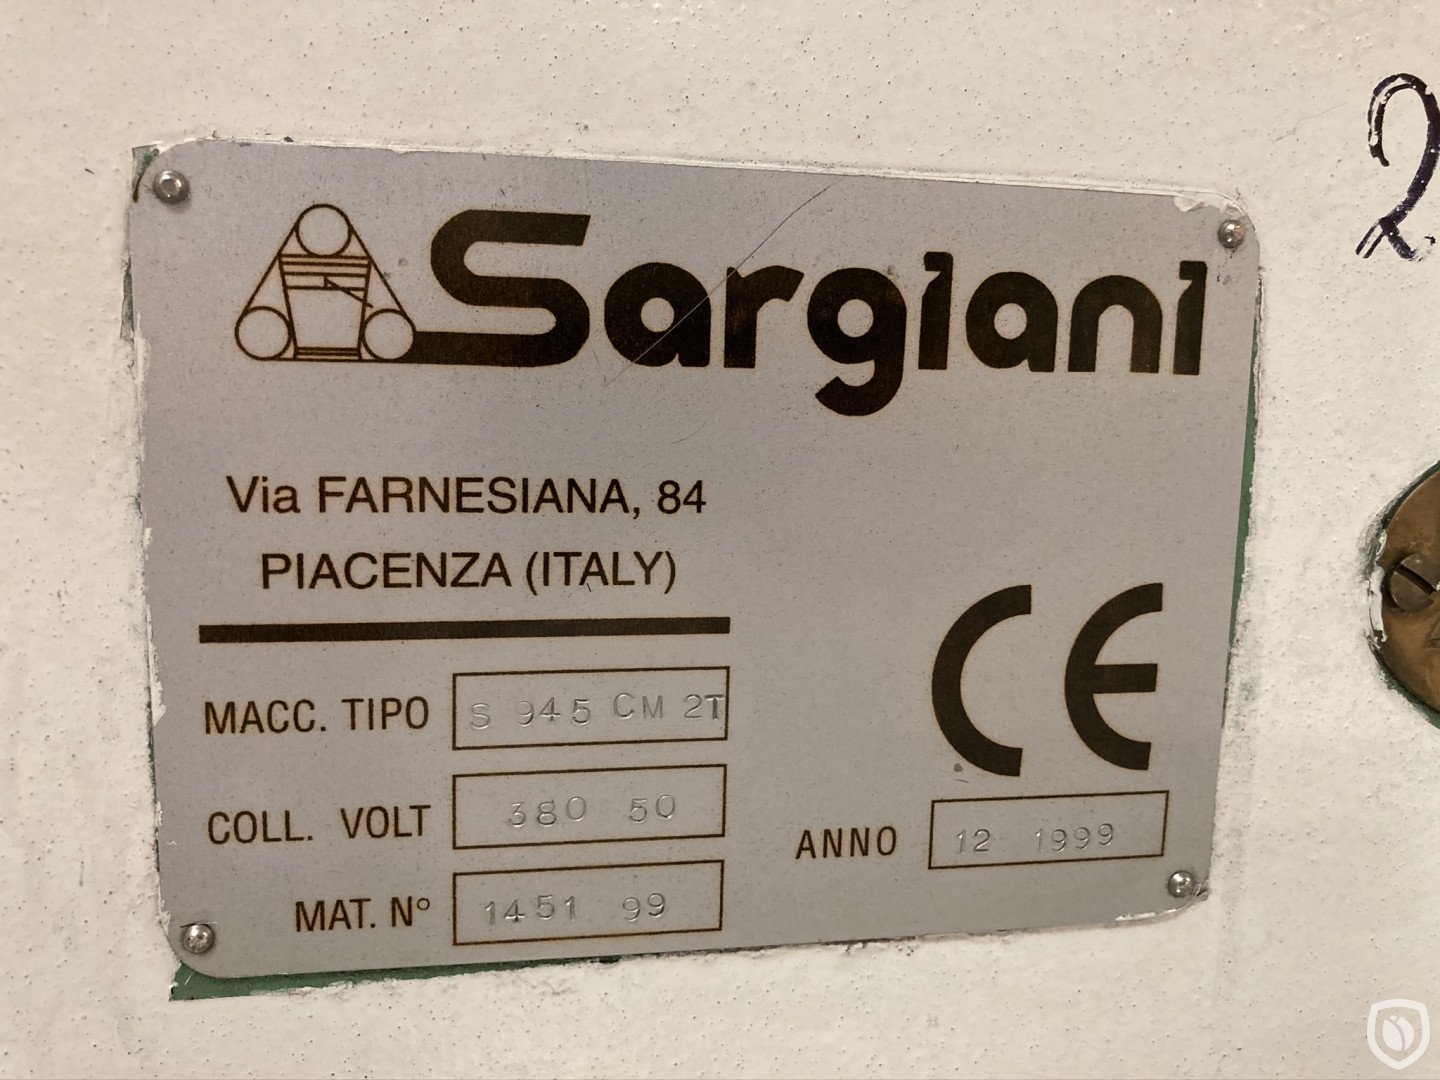 Sargiani
Via FARNESIANA, 84
PIACENZA (ITALY)
MACC. TIPO S 945 CM 2T
COLL. VOLT 380 50
MAT. N° 1451 99
CE
ANNO 12 1999
2